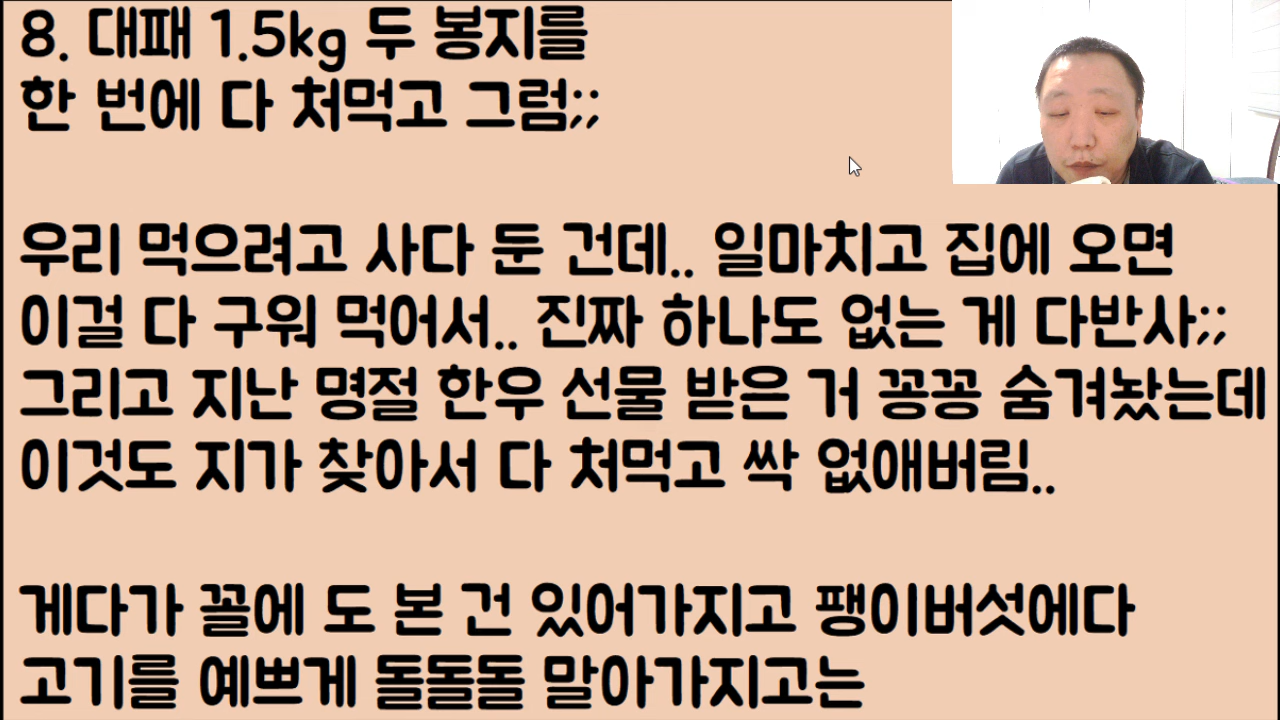 8. 대패 1.5kg 두 봉지를
한 번에 다 처먹고 그럼;;
우리 먹으려고 사다 둔 건데.. 일마치고 집에 오면
이걸 다 구워 먹어서.. 진짜 하나도 없는 게 다반사;;
그리고 지난 명절 한우 선물 받은 거 꽁꽁 숨겨놨는데
이것도 지가 찾아서 다 처먹고 싹 없애버림..
게다가 꼴에 도 본 건 있어가지고 팽이버섯에다
고기를 예쁘게 돌돌돌 말아가지고는